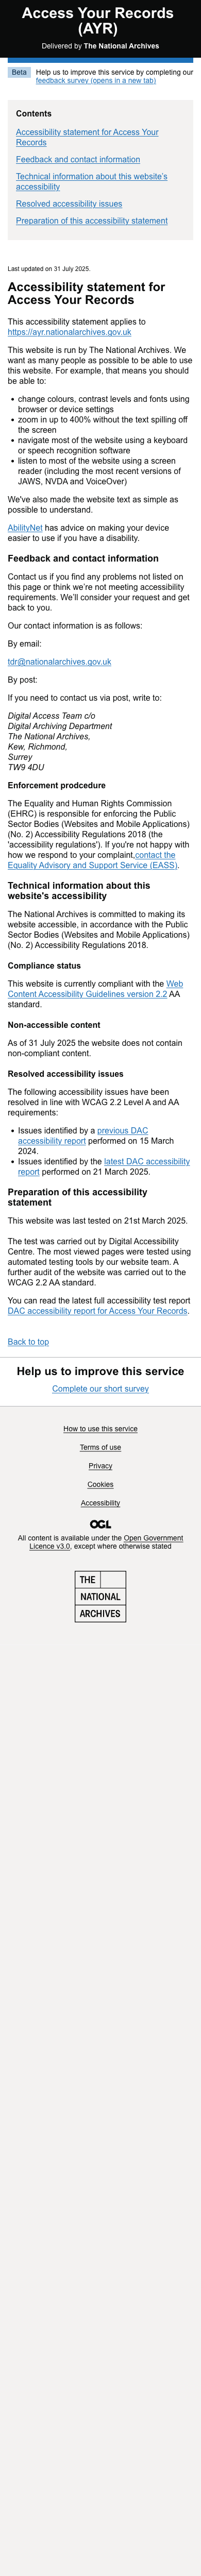 Access Your Records
(AYR)
Delivered by The National Archives
Beta
Help us to improve this service by completing our
feedback survey (opens in a new tab)
Contents
Accessibility statement for Access Your
Records
Feedback and contact information
Technical information about this website's
accessibility
Resolved accessibility issues
Preparation of this accessibility statement
Last updated on 31 July 2025.
Accessibility statement for
Access Your Records
This accessibility statement applies to
https://ayr.nationalarchives.gov.uk
This website is run by The National Archives. We
want as many people as possible to be able to use
this website. For example, that means you should
be able to:
• change colours, contrast levels and fonts using
browser or device settings
• zoom in up to 400% without the text spilling off
the screen
• navigate most of the website using a keyboard
or speech recognition software
• listen to most of the website using a screen
reader (including the most recent versions of
JAWS, NVDA and VoiceOver)
We've also made the website text as simple as
possible to understand.
AbilityNet has advice on making your device
easier to use if you have a disability.
Feedback and contact information
Contact us if you find any problems not listed on
this page or think we're not meeting accessibility
requirements. We'll consider your request and get
back to you.
Our contact information is as follows:
By email:
tdr@nationalarchives.gov.uk
By post:
If you need to contact us via post, write to:
Digital Access Team c/o
Digital Archiving Department
The National Archives,
Kew, Richmond,
Surrey
TW9 4DU
Enforcement prodcedure
The Equality and Human Rights Commission
(EHRC) is responsible for enforcing the Public
Sector Bodies (Websites and Mobile Applications)
(No. 2) Accessibility Regulations 2018 (the
'accessibility regulations'). If you're not happy with
how we respond to your complaint,contact the
Equality Advisory and Support Service (EASS).
Technical information about this
website's accessibility
The National Archives is committed to making its
website accessible, in accordance with the Public
Sector Bodies (Websites and Mobile Applications)
(No. 2) Accessibility Regulations 2018.
Compliance status
This website is currently compliant with the Web
Content Accessibility Guidelines version 2.2 AA
standard.
Non-accessible content
As of 31 July 2025 the website does not contain
non-compliant content.
Resolved accessibility issues
The following accessibility issues have been
resolved in line with WCAG 2.2 Level A and AA
requirements:
• Issues identified by a previous DAC
accessibility report performed on 15 March
2024.
• Issues identified by the latest DAC accessibility
report performed on 21 March 2025.
Preparation of this accessibility
statement
This website was last tested on 21st March 2025.
The test was carried out by Digital Accessibility
Centre. The most viewed pages were tested using
automated testing tools by our website team. A
further audit of the website was carried out to the
WCAG 2.2 AA standard.
You can read the latest full accessibility test report
DAC accessibility report for Access Your Records.
Back to top
Help us to improve this service
Complete our short survey
How to use this service
Terms of use
Privacy
Cookies
Accessibility
OGL
All content is available under the Open Government
Licence v3.0, except where otherwise stated
THE
NATIONAL
ARCHIVES